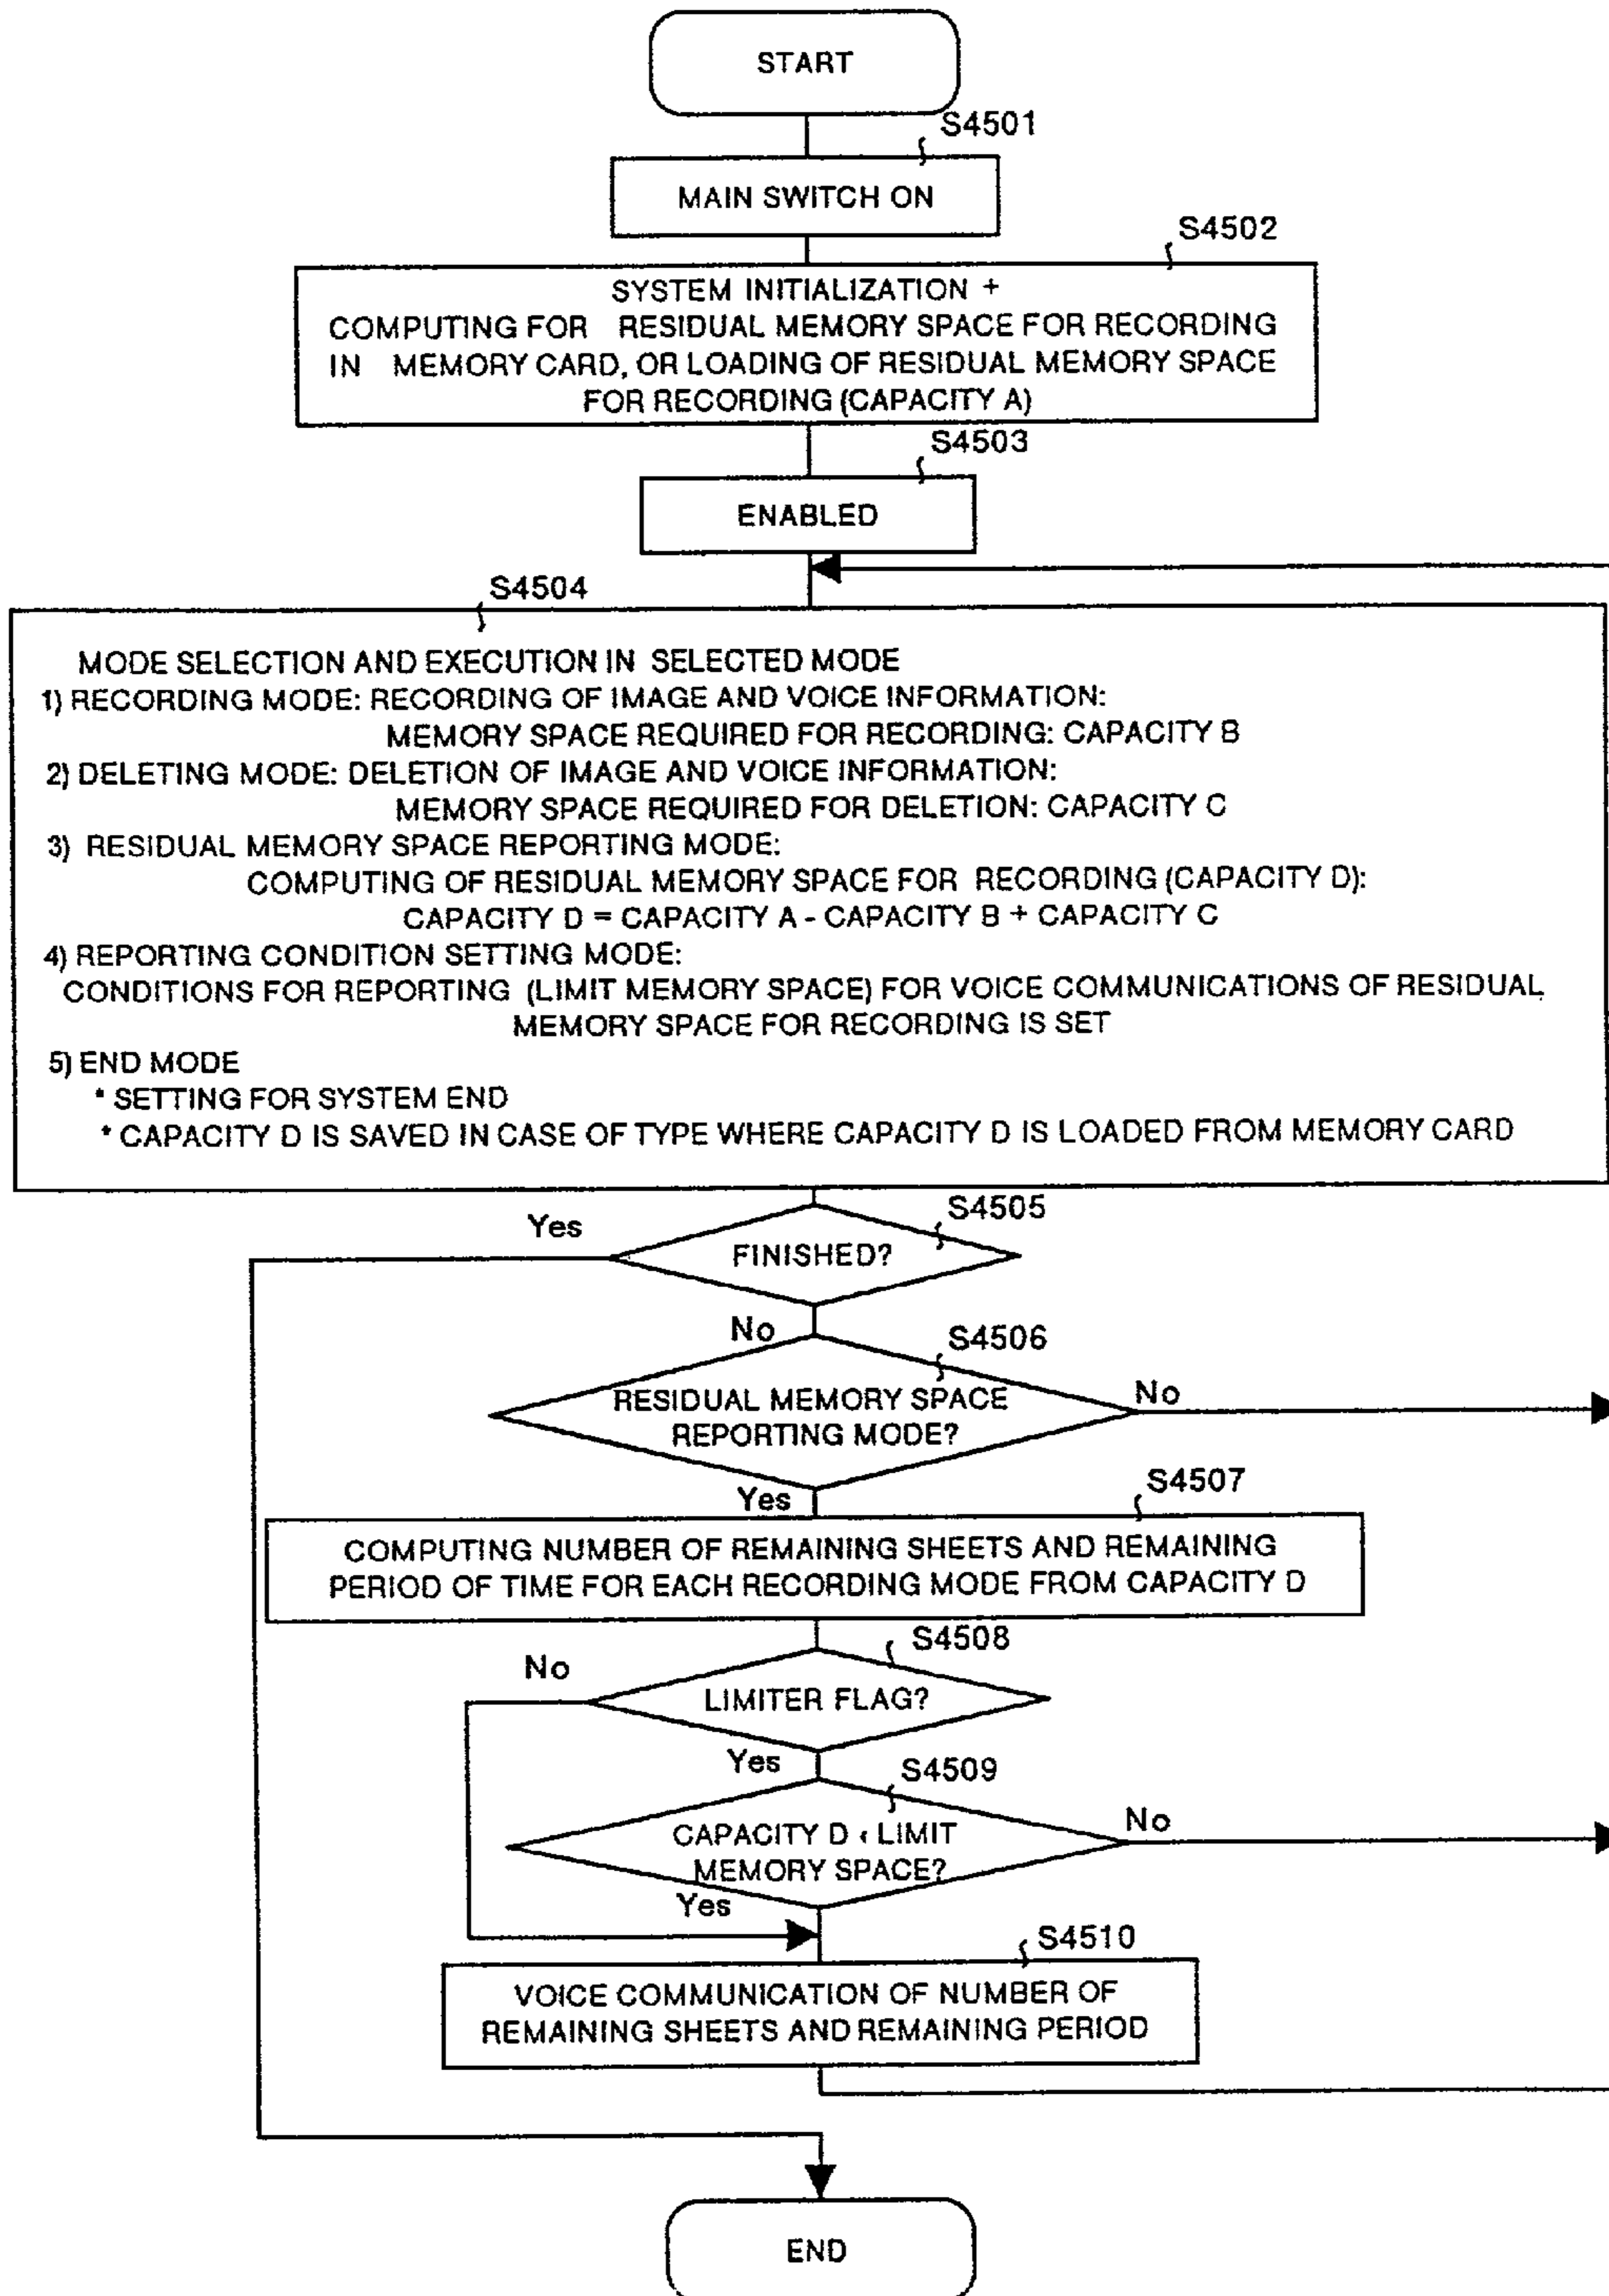 START
S4501
MAIN SWITCH ON
S4502
SYSTEM INITIALIZATION +
COMPUTING FOR RESIDUAL MEMORY SPACE FOR RECORDING
IN MEMORY CARD, OR LOADING OF RESIDUAL MEMORY SPACE
FOR RECORDING (CAPACITY A)
S4503
ENABLED
S4504
MODE SELECTION AND EXECUTION IN SELECTED MODE
1) RECORDING MODE: RECORDING OF IMAGE AND VOICE INFORMATION:
MEMORY SPACE REQUIRED FOR RECORDING: CAPACITY B
2) DELETING MODE: DELETION OF IMAGE AND VOICE INFORMATION:
MEMORY SPACE REQUIRED FOR DELETION: CAPACITY C
3) RESIDUAL MEMORY SPACE REPORTING MODE:
COMPUTING OF RESIDUAL MEMORY SPACE FOR RECORDING (CAPACITY D):
CAPACITY D = CAPACITY A - CAPACITY B + CAPACITY C
4) REPORTING CONDITION SETTING MODE:
CONDITIONS FOR REPORTING (LIMIT MEMORY SPACE) FOR VOICE COMMUNICATIONS OF RESIDUAL
MEMORY SPACE FOR RECORDING IS SET
5) END MODE
* SETTING FOR SYSTEM END
* CAPACITY D IS SAVED IN CASE OF TYPE WHERE CAPACITY D IS LOADED FROM MEMORY CARD
S4505
Yes
FINISHED?
No
S4506
RESIDUAL MEMORY SPACE
REPORTING MODE?
No
Yes
S4507
COMPUTING NUMBER OF REMAINING SHEETS AND REMAINING
PERIOD OF TIME FOR EACH RECORDING MODE FROM CAPACITY D
S4508
No
LIMITER FLAG?
Yes
S4509
CAPACITY D < LIMIT
MEMORY SPACE?
No
Yes
S4510
VOICE COMMUNICATION OF NUMBER OF
REMAINING SHEETS AND REMAINING PERIOD
END